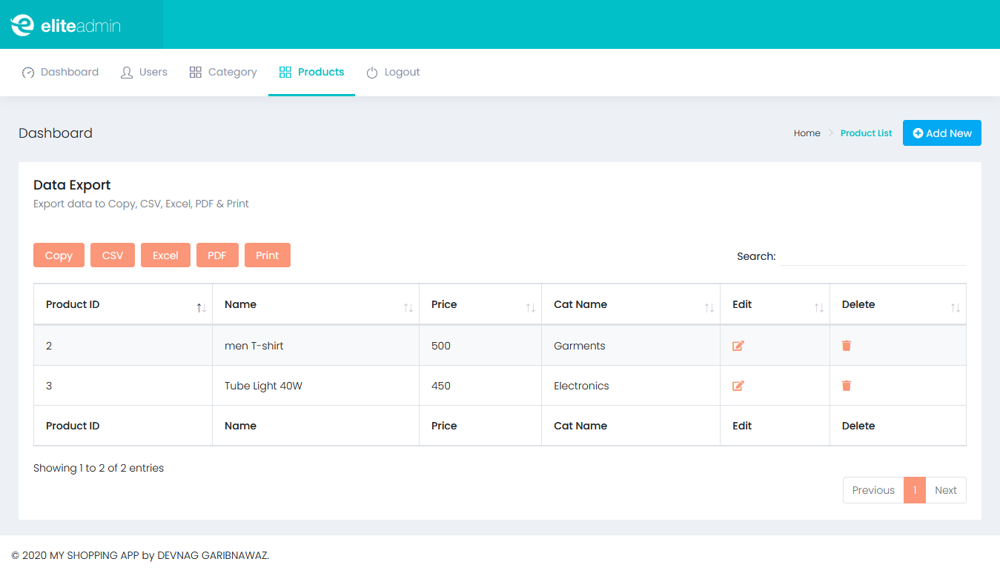 eliteadmin
Dashboard Users Category Products Logout
Dashboard Home Product List Add New
Data Export
Export data to Copy, CSV, Excel, PDF & Print
Copy CSV Excel PDF Print Search:
Product ID Name Price Cat Name Edit Delete
2 men T-shirt 500 Garments
3 Tube Light 40W 450 Electronics
Product ID Name Price Cat Name Edit Delete
Showing 1 to 2 of 2 entries
Previous 1 Next
© 2020 MY SHOPPING APP by DEVNAG GARIBNAWAZ.